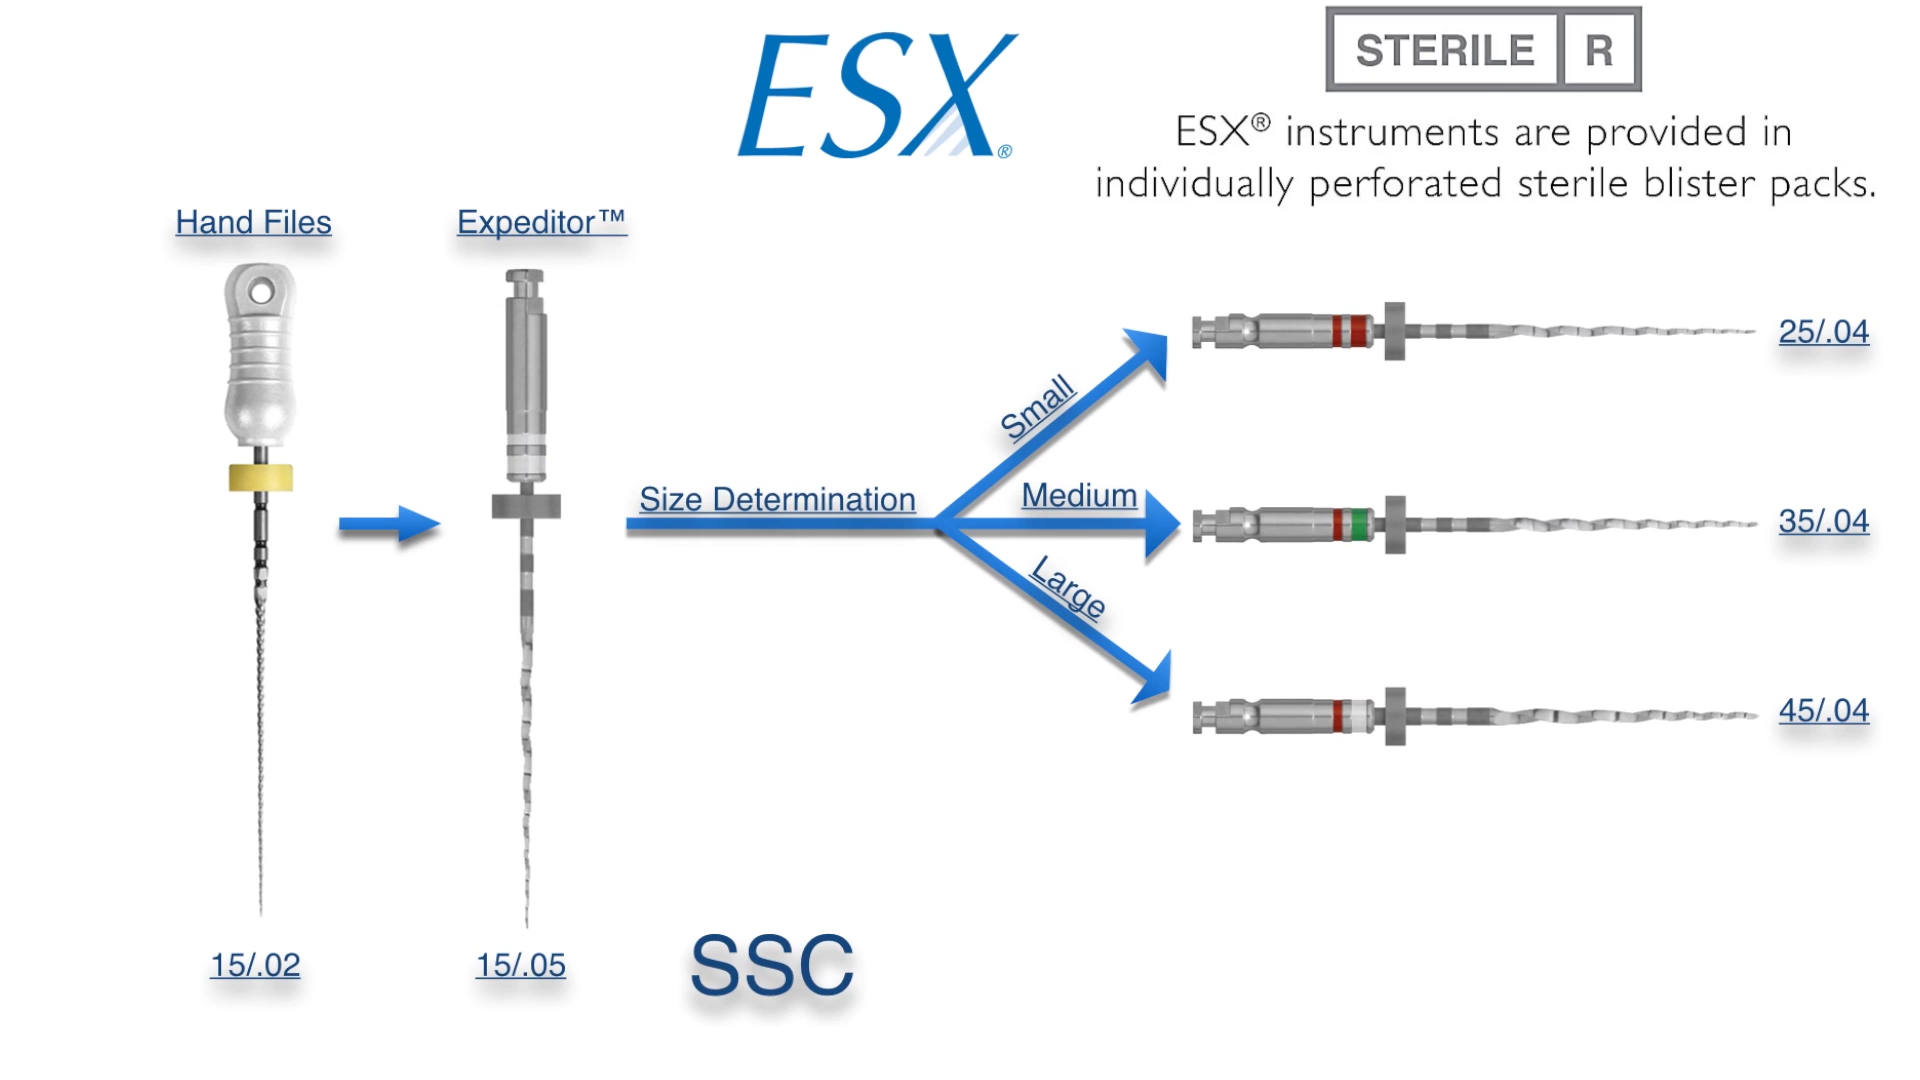 ESX®
STERILE R
ESX® instruments are provided in
individually perforated sterile blister packs.
Hand Files
Expeditor™
Size Determination
Small
Medium
Large
25/.04
35/.04
45/.04
15/.02
15/.05
SSC